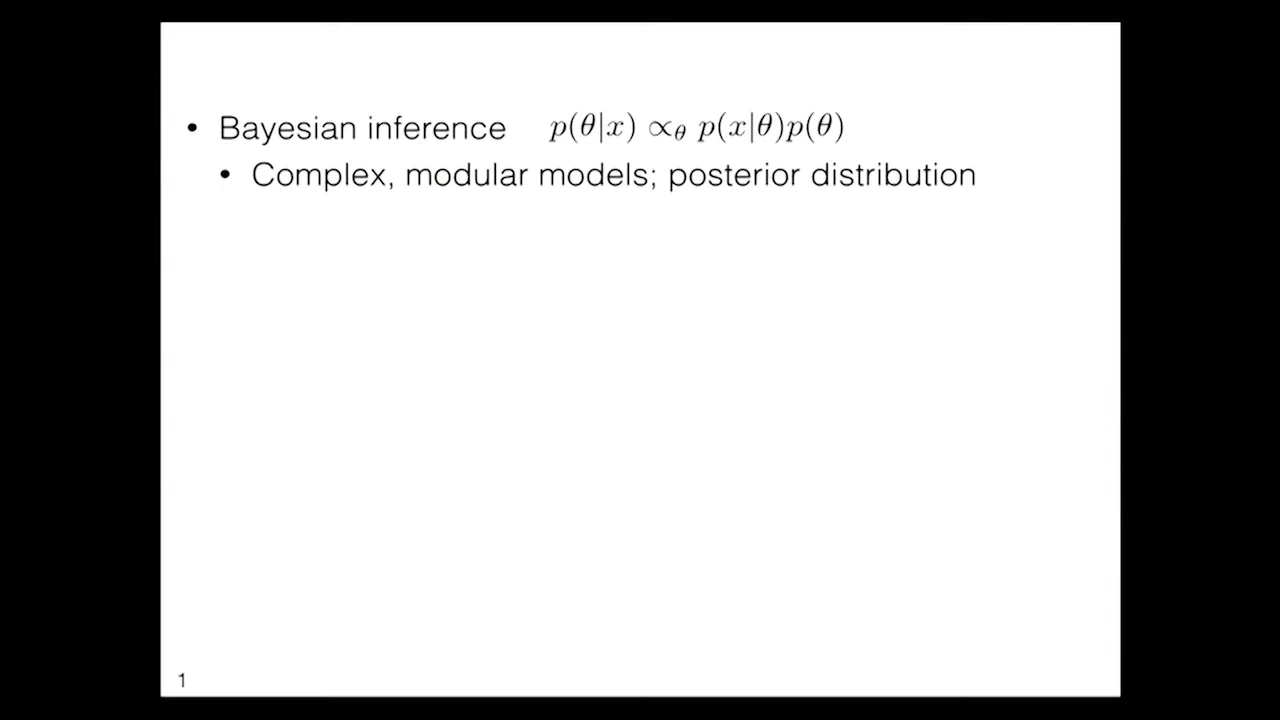 • Bayesian inference p(θ|x) ∝θ p(x|θ)p(θ)
• Complex, modular models; posterior distribution
1